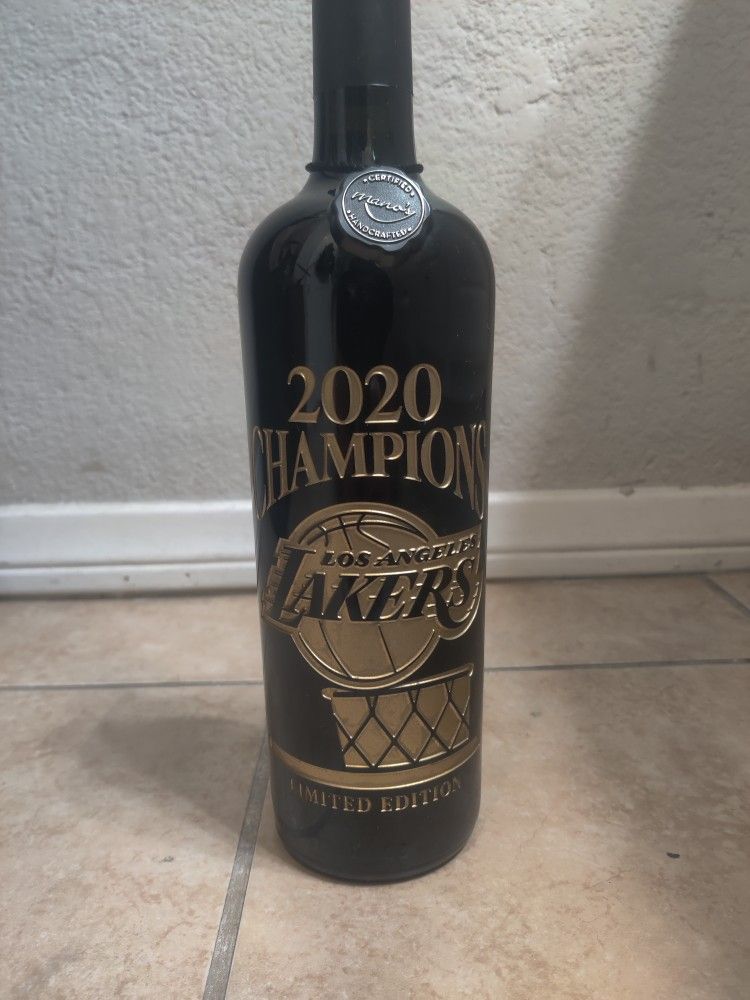 CERTIFIED
mano's
HANDCRAFTED
2020
CHAMPIONS
LOS ANGELES
LAKERS
LIMITED EDITION